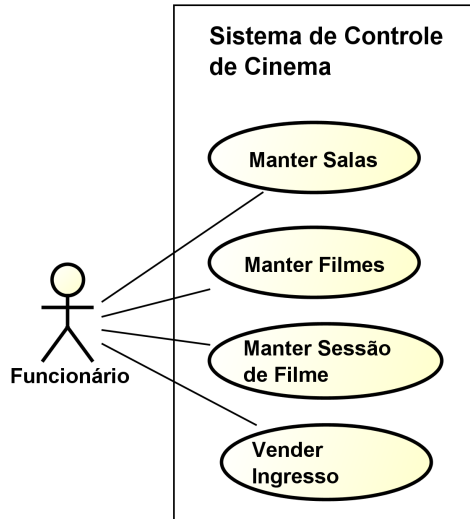 Sistema de Controle
de Cinema
Manter Salas
Manter Filmes
Manter Sessão
de Filme
Funcionário
Vender
Ingresso